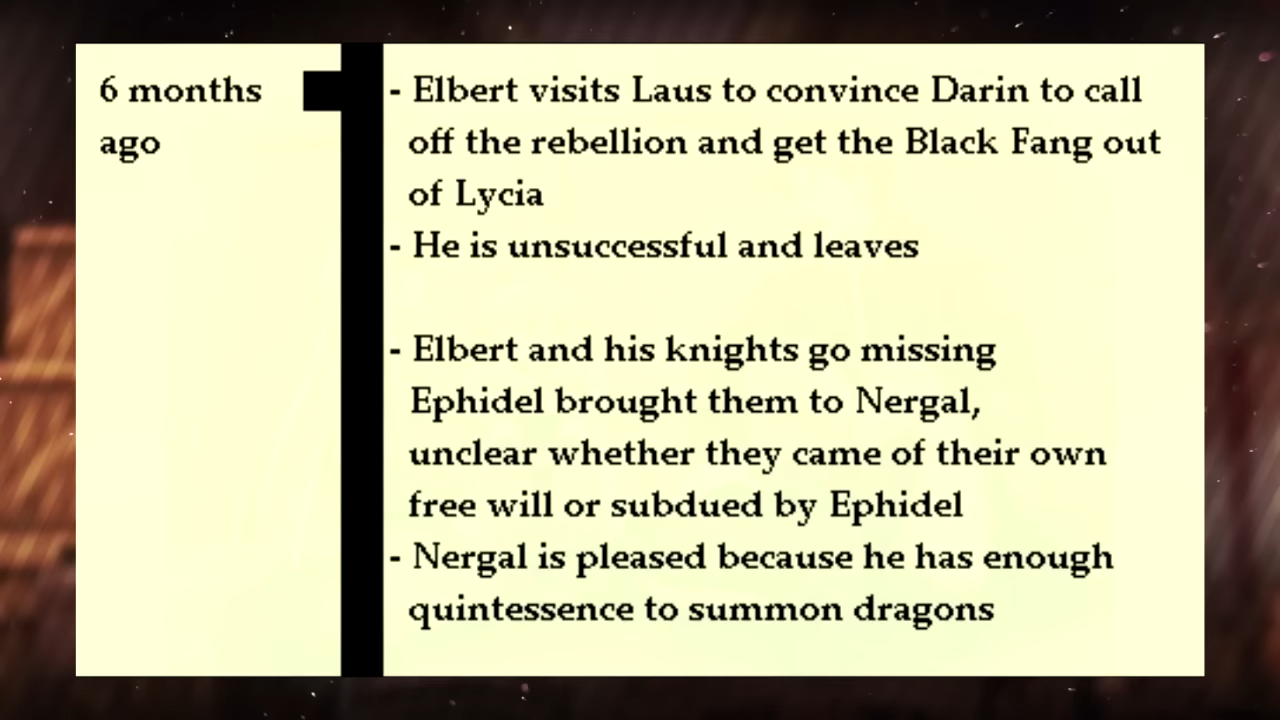 6 months
ago
- Elbert visits Laus to convince Darin to call
off the rebellion and get the Black Fang out
of Lycia
- He is unsuccessful and leaves
- Elbert and his knights go missing
Ephidel brought them to Nergal,
unclear whether they came of their own
free will or subdued by Ephidel
- Nergal is pleased because he has enough
quintessence to summon dragons